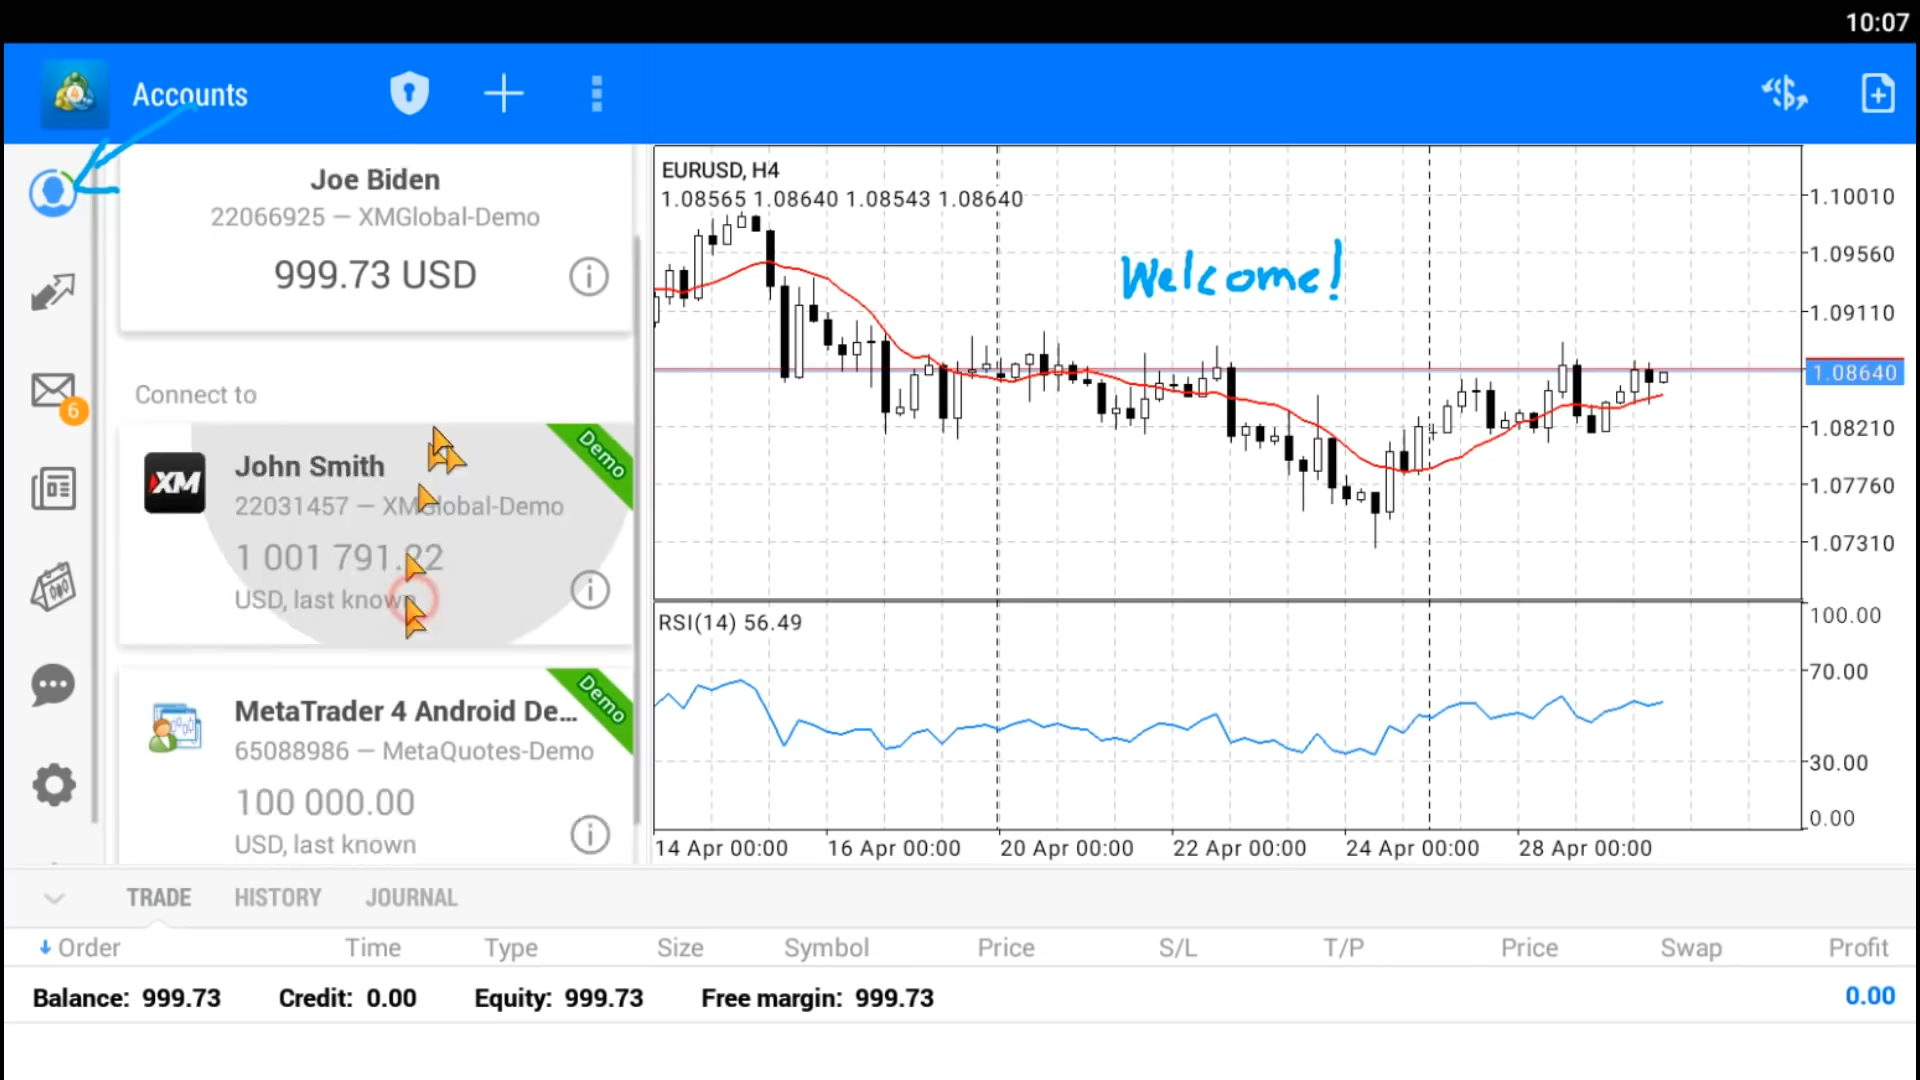 10:07
Accounts
Joe Biden
22066925 — XMGlobal-Demo
999.73 USD
Connect to
XM
John Smith
22031457 — XMGlobal-Demo
1 001 791.22
USD, last known
Demo
MetaTrader 4 Android De...
65088986 — MetaQuotes-Demo
100 000.00
USD, last known
Demo
6
EURUSD, H4
1.08565 1.08640 1.08543 1.08640
Welcome!
1.10010
1.09560
1.09110
1.08640
1.08210
1.07760
1.07310
RSI(14) 56.49
100.00
70.00
30.00
0.00
14 Apr 00:00 16 Apr 00:00 20 Apr 00:00 22 Apr 00:00 24 Apr 00:00 28 Apr 00:00
TRADE HISTORY JOURNAL
Order Time Type Size Symbol Price S/L T/P Price Swap Profit
Balance: 999.73 Credit: 0.00 Equity: 999.73 Free margin: 999.73 0.00